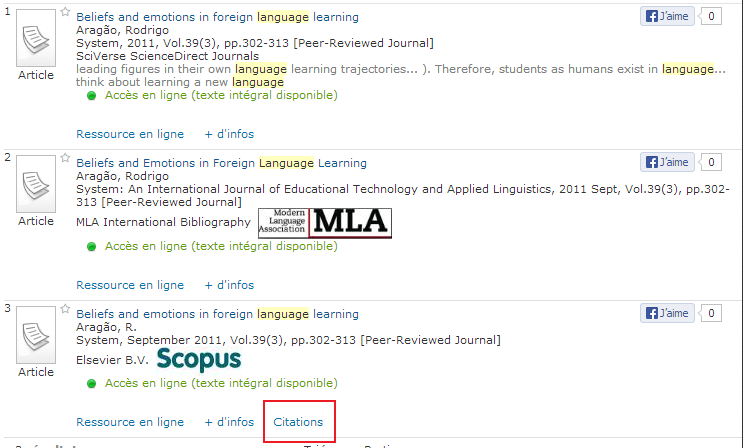 1
Beliefs and emotions in foreign language learning
J'aime 0
Aragão, Rodrigo
System, 2011, Vol.39(3), pp.302-313 [Peer-Reviewed Journal]
SciVerse ScienceDirect Journals
leading figures in their own language learning trajectories... ). Therefore, students as humans exist in language...
think about learning a new language
Article
Accès en ligne (texte intégral disponible)
Ressource en ligne + d'infos
2
Beliefs and Emotions in Foreign Language Learning
J'aime 0
Aragão, Rodrigo
System: An International Journal of Educational Technology and Applied Linguistics, 2011 Sept, Vol.39(3), pp.302-
313 [Peer-Reviewed Journal]
Article
MLA International Bibliography
Modern
Language
Association
MLA
Accès en ligne (texte intégral disponible)
Ressource en ligne + d'infos
3
Beliefs and emotions in foreign language learning
J'aime 0
Aragão, R.
System, September 2011, Vol.39(3), pp.302-313 [Peer-Reviewed Journal]
Elsevier B.V. Scopus
Article
Accès en ligne (texte intégral disponible)
Ressource en ligne + d'infos Citations